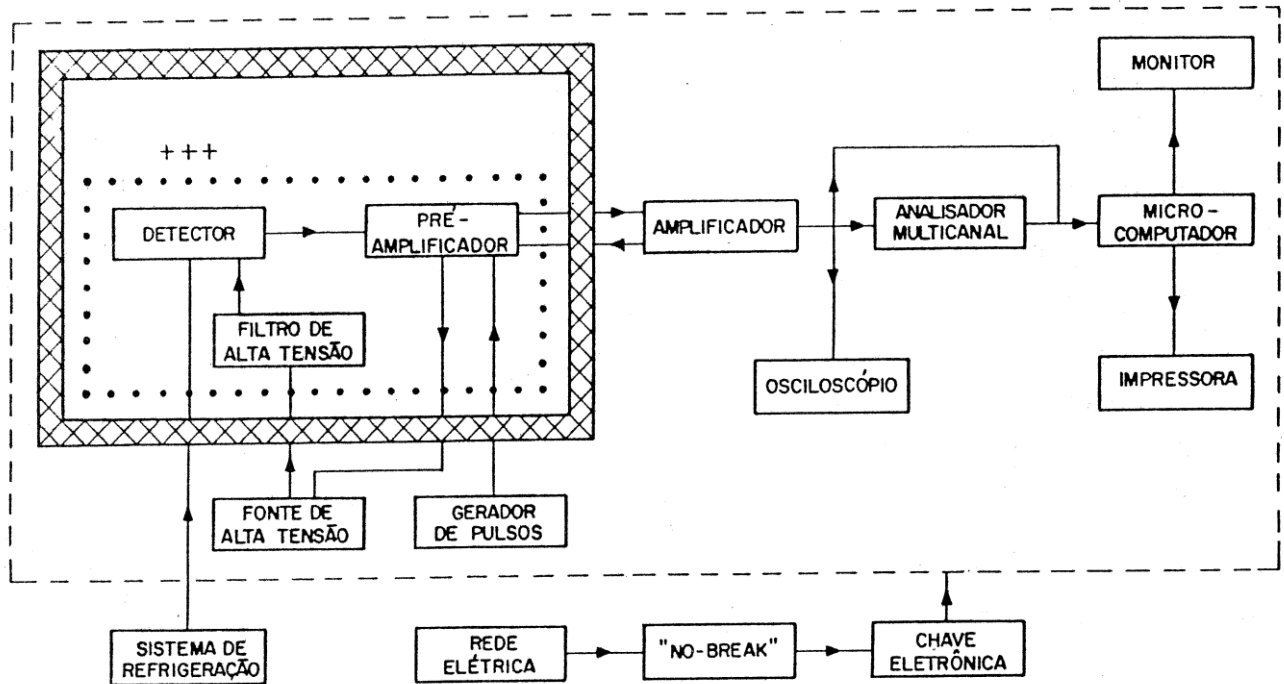 MONITOR
+++
DETECTOR
PRÉ-
AMPLIFICADOR
AMPLIFICADOR
ANALISADOR
MULTICANAL
MICRO-
COMPUTADOR
FILTRO DE
ALTA TENSÃO
OSCILOSCÓPIO
IMPRESSORA
FONTE DE
ALTA TENSÃO
GERADOR
DE PULSOS
SISTEMA DE
REFRIGERAÇÃO
REDE
ELÉTRICA
"NO-BREAK"
CHAVE
ELETRÔNICA